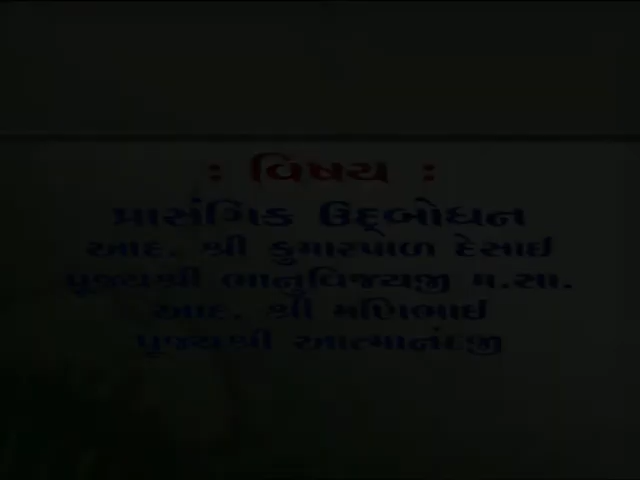 : વિષય :
પ્રાસંગિક ઉદ્બોધન
આદ. શ્રી કુમારપાળ દેસાઈ
પૂજ્યશ્રી ભાનુવિજયજી મ.સા.
આદ. શ્રી મણિભાઈ
પૂજ્યશ્રી આત્માનંદજી